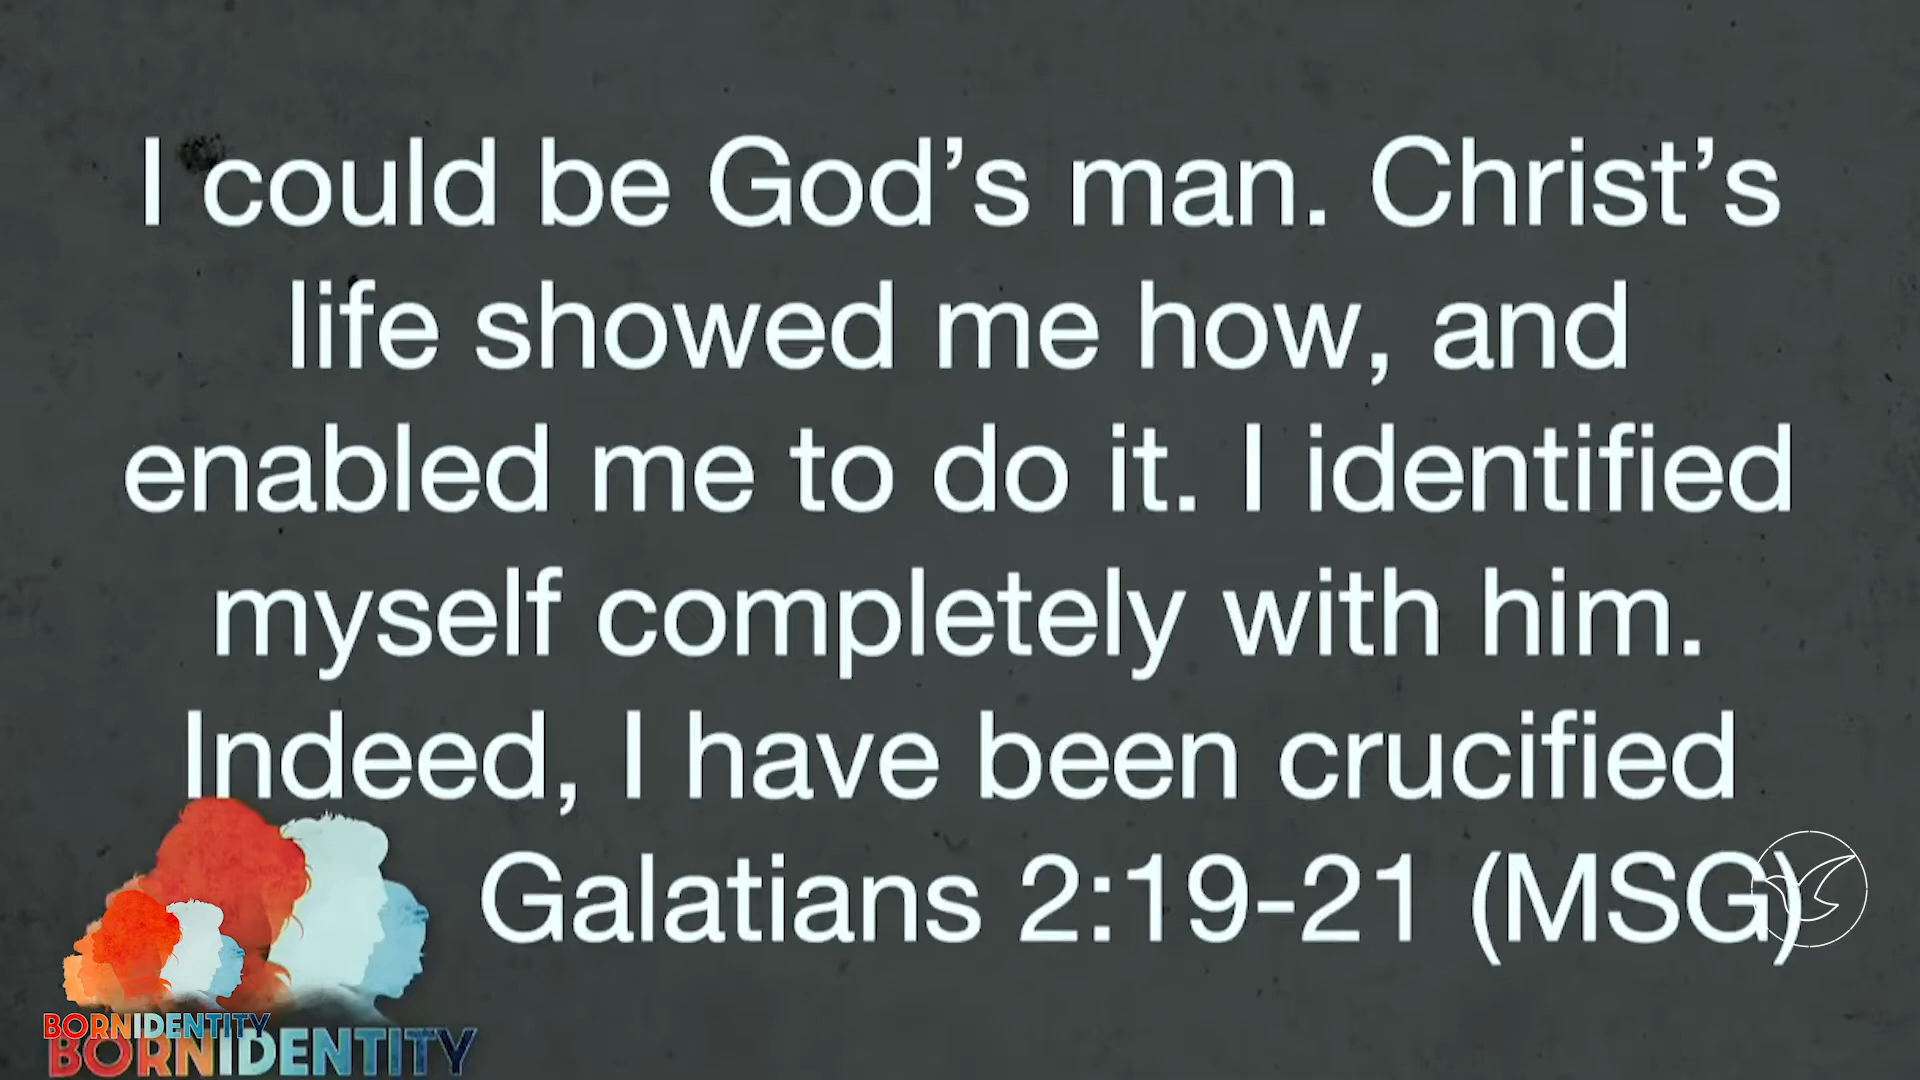 I could be God’s man. Christ’s
life showed me how, and
enabled me to do it. I identified
myself completely with him.
Indeed, I have been crucified
Galatians 2:19-21 (MSG)
BORNIDENTITY
BORNIDENTITY